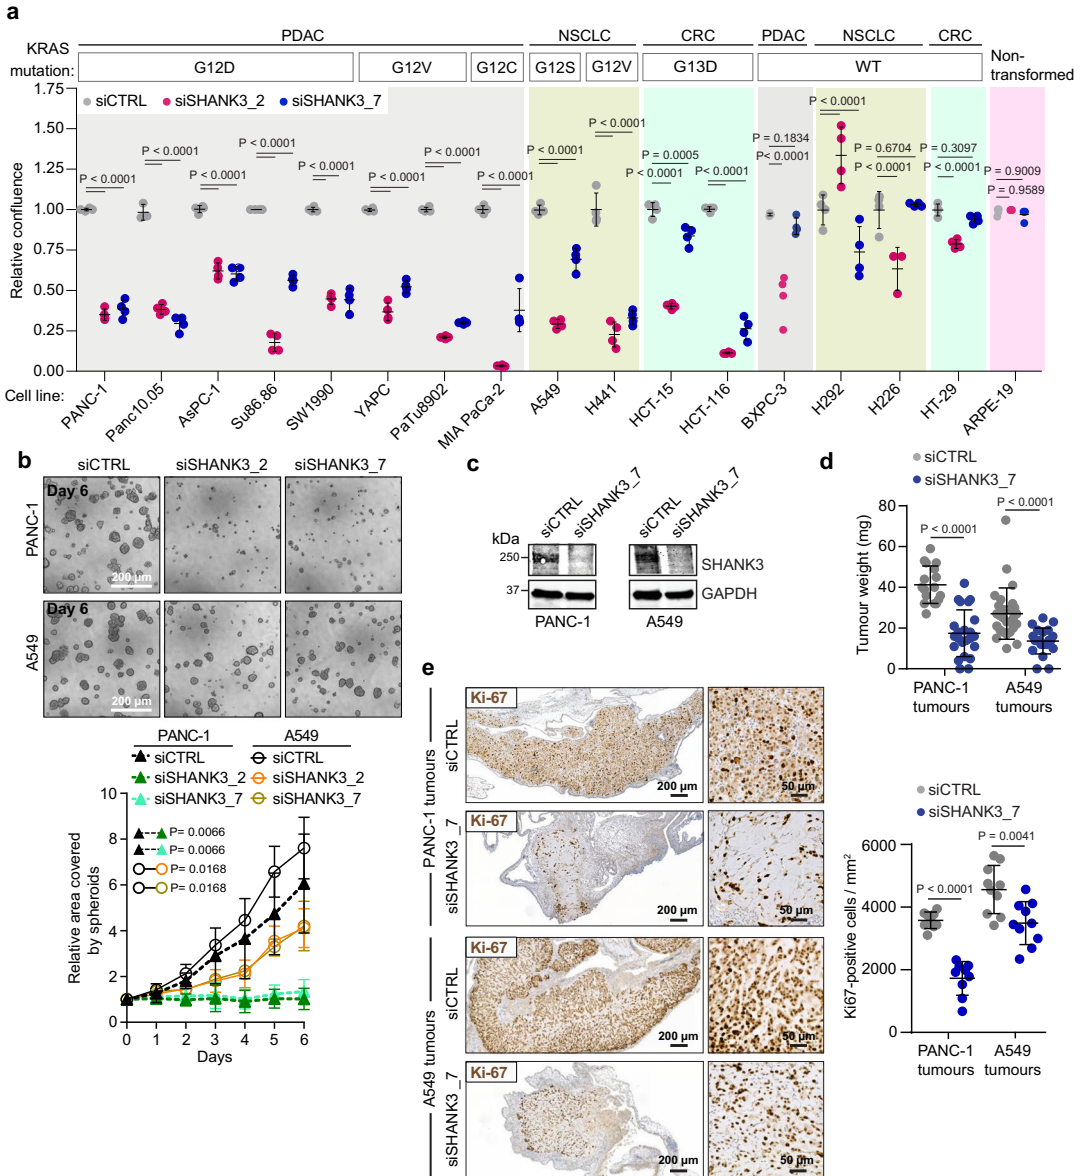 a
PDAC NSCLC CRC PDAC NSCLC CRC
KRAS
mutation: G12D G12V G12C G12S G12V G13D WT
Non-
transformed
1.75
1.50
1.25
1.00
0.75
0.50
0.25
0.00
Relative confluence
siCTRL siSHANK3_2 siSHANK3_7
P < 0.0001
P < 0.0001
P < 0.0001
P < 0.0001
P < 0.0001
P < 0.0001
P < 0.0001
P < 0.0001
P < 0.0001
P < 0.0001
P = 0.0005
P < 0.0001
P < 0.0001
P = 0.1834
P < 0.0001
P < 0.0001
P = 0.6704
P < 0.0001
P = 0.3097
P < 0.0001
P = 0.9009
P = 0.9589
Cell line:
PANC-1
Panc10.05
AsPC-1
Su86.86
SW1990
YAPC
PaTu8902
MIA PaCa-2
A549
H441
HCT-15
HCT-116
BXPC-3
H292
H226
HT-29
ARPE-19
b
siCTRL siSHANK3_2 siSHANK3_7
PANC-1
Day 6
200 µm
A549
Day 6
200 µm
PANC-1 A549
siCTRL siCTRL
siSHANK3_2 siSHANK3_2
siSHANK3_7 siSHANK3_7
P= 0.0066
P= 0.0066
P= 0.0168
P= 0.0168
10
8
6
4
2
0
Relative area covered
by spheroids
0 1 2 3 4 5 6
Days
c
siCTRL
siSHANK3_7
siCTRL
siSHANK3_7
kDa
250
37
SHANK3
GAPDH
PANC-1 A549
d
siCTRL
siSHANK3_7
P < 0.0001
P < 0.0001
80
60
40
20
0
Tumour weight (mg)
PANC-1
tumours
A549
tumours
e
PANC-1 tumours
siCTRL
Ki-67
200 µm
50 µm
siSHANK3_7
Ki-67
200 µm
50 µm
A549 tumours
siCTRL
Ki-67
200 µm
50 µm
siSHANK3_7
Ki-67
200 µm
50 µm
siCTRL
siSHANK3_7
P = 0.0041
P < 0.0001
6000
4000
2000
0
Ki67-positive cells / mm²
PANC-1
tumours
A549
tumours